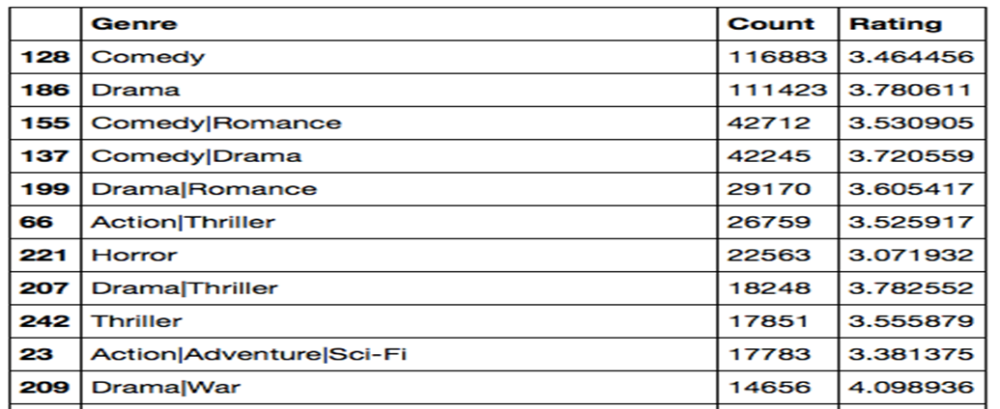 Genre Count Rating
128 Comedy 116883 3.464456
186 Drama 111423 3.780611
155 Comedy|Romance 42712 3.530905
137 Comedy|Drama 42245 3.720559
199 Drama|Romance 29170 3.605417
66 Action|Thriller 26759 3.525917
221 Horror 22563 3.071932
207 Drama|Thriller 18248 3.782552
242 Thriller 17851 3.555879
23 Action|Adventure|Sci-Fi 17783 3.381375
209 Drama|War 14656 4.098936